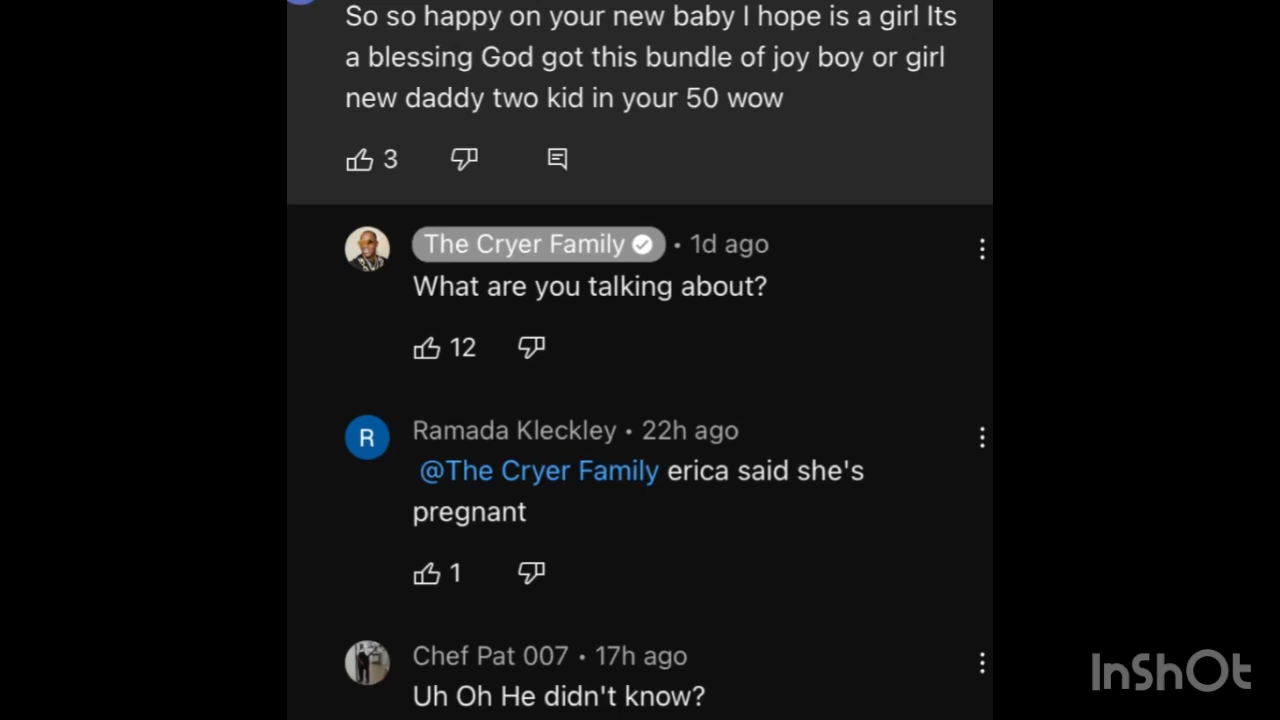 So so happy on your new baby I hope is a girl Its
a blessing God got this bundle of joy boy or girl
new daddy two kid in your 50 wow
3
The Cryer Family • 1d ago
What are you talking about?
12
R
Ramada Kleckley • 22h ago
@The Cryer Family erica said she's
pregnant
1
Chef Pat 007 • 17h ago
Uh Oh He didn't know?
InShOt